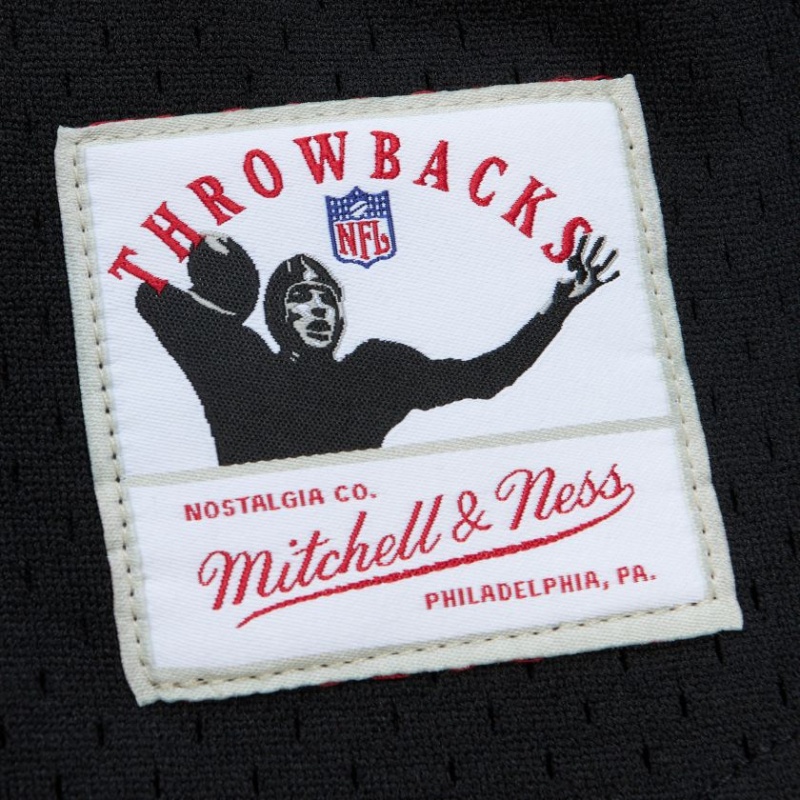 THROWBACKS
NFL
NOSTALGIA CO.
Mitchell & Ness
PHILADELPHIA, PA.